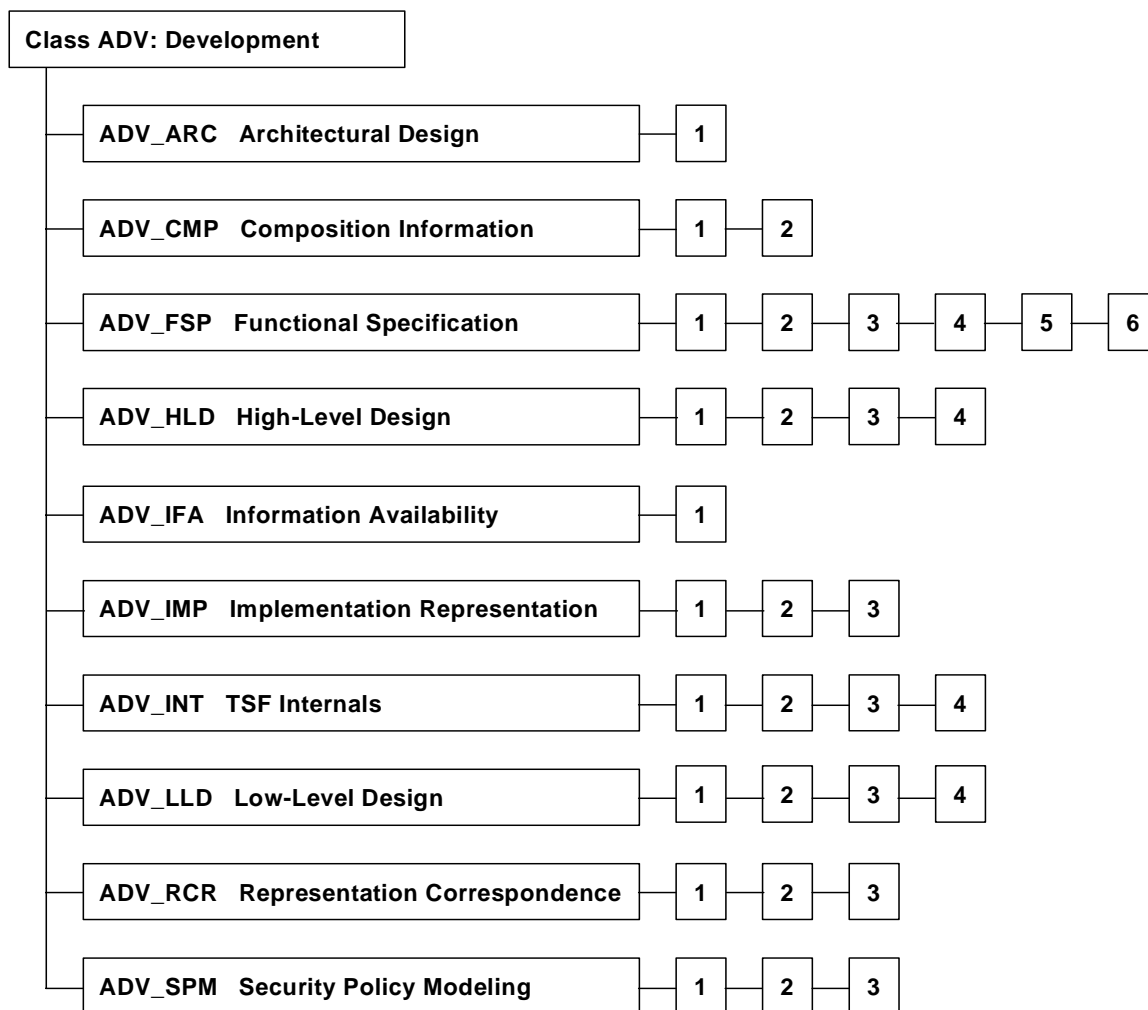 Class ADV: Development
ADV_ARC Architectural Design 1
ADV_CMP Composition Information 1 2
ADV_FSP Functional Specification 1 2 3 4 5 6
ADV_HLD High-Level Design 1 2 3 4
ADV_IFA Information Availability 1
ADV_IMP Implementation Representation 1 2 3
ADV_INT TSF Internals 1 2 3 4
ADV_LLD Low-Level Design 1 2 3 4
ADV_RCR Representation Correspondence 1 2 3
ADV_SPM Security Policy Modeling 1 2 3